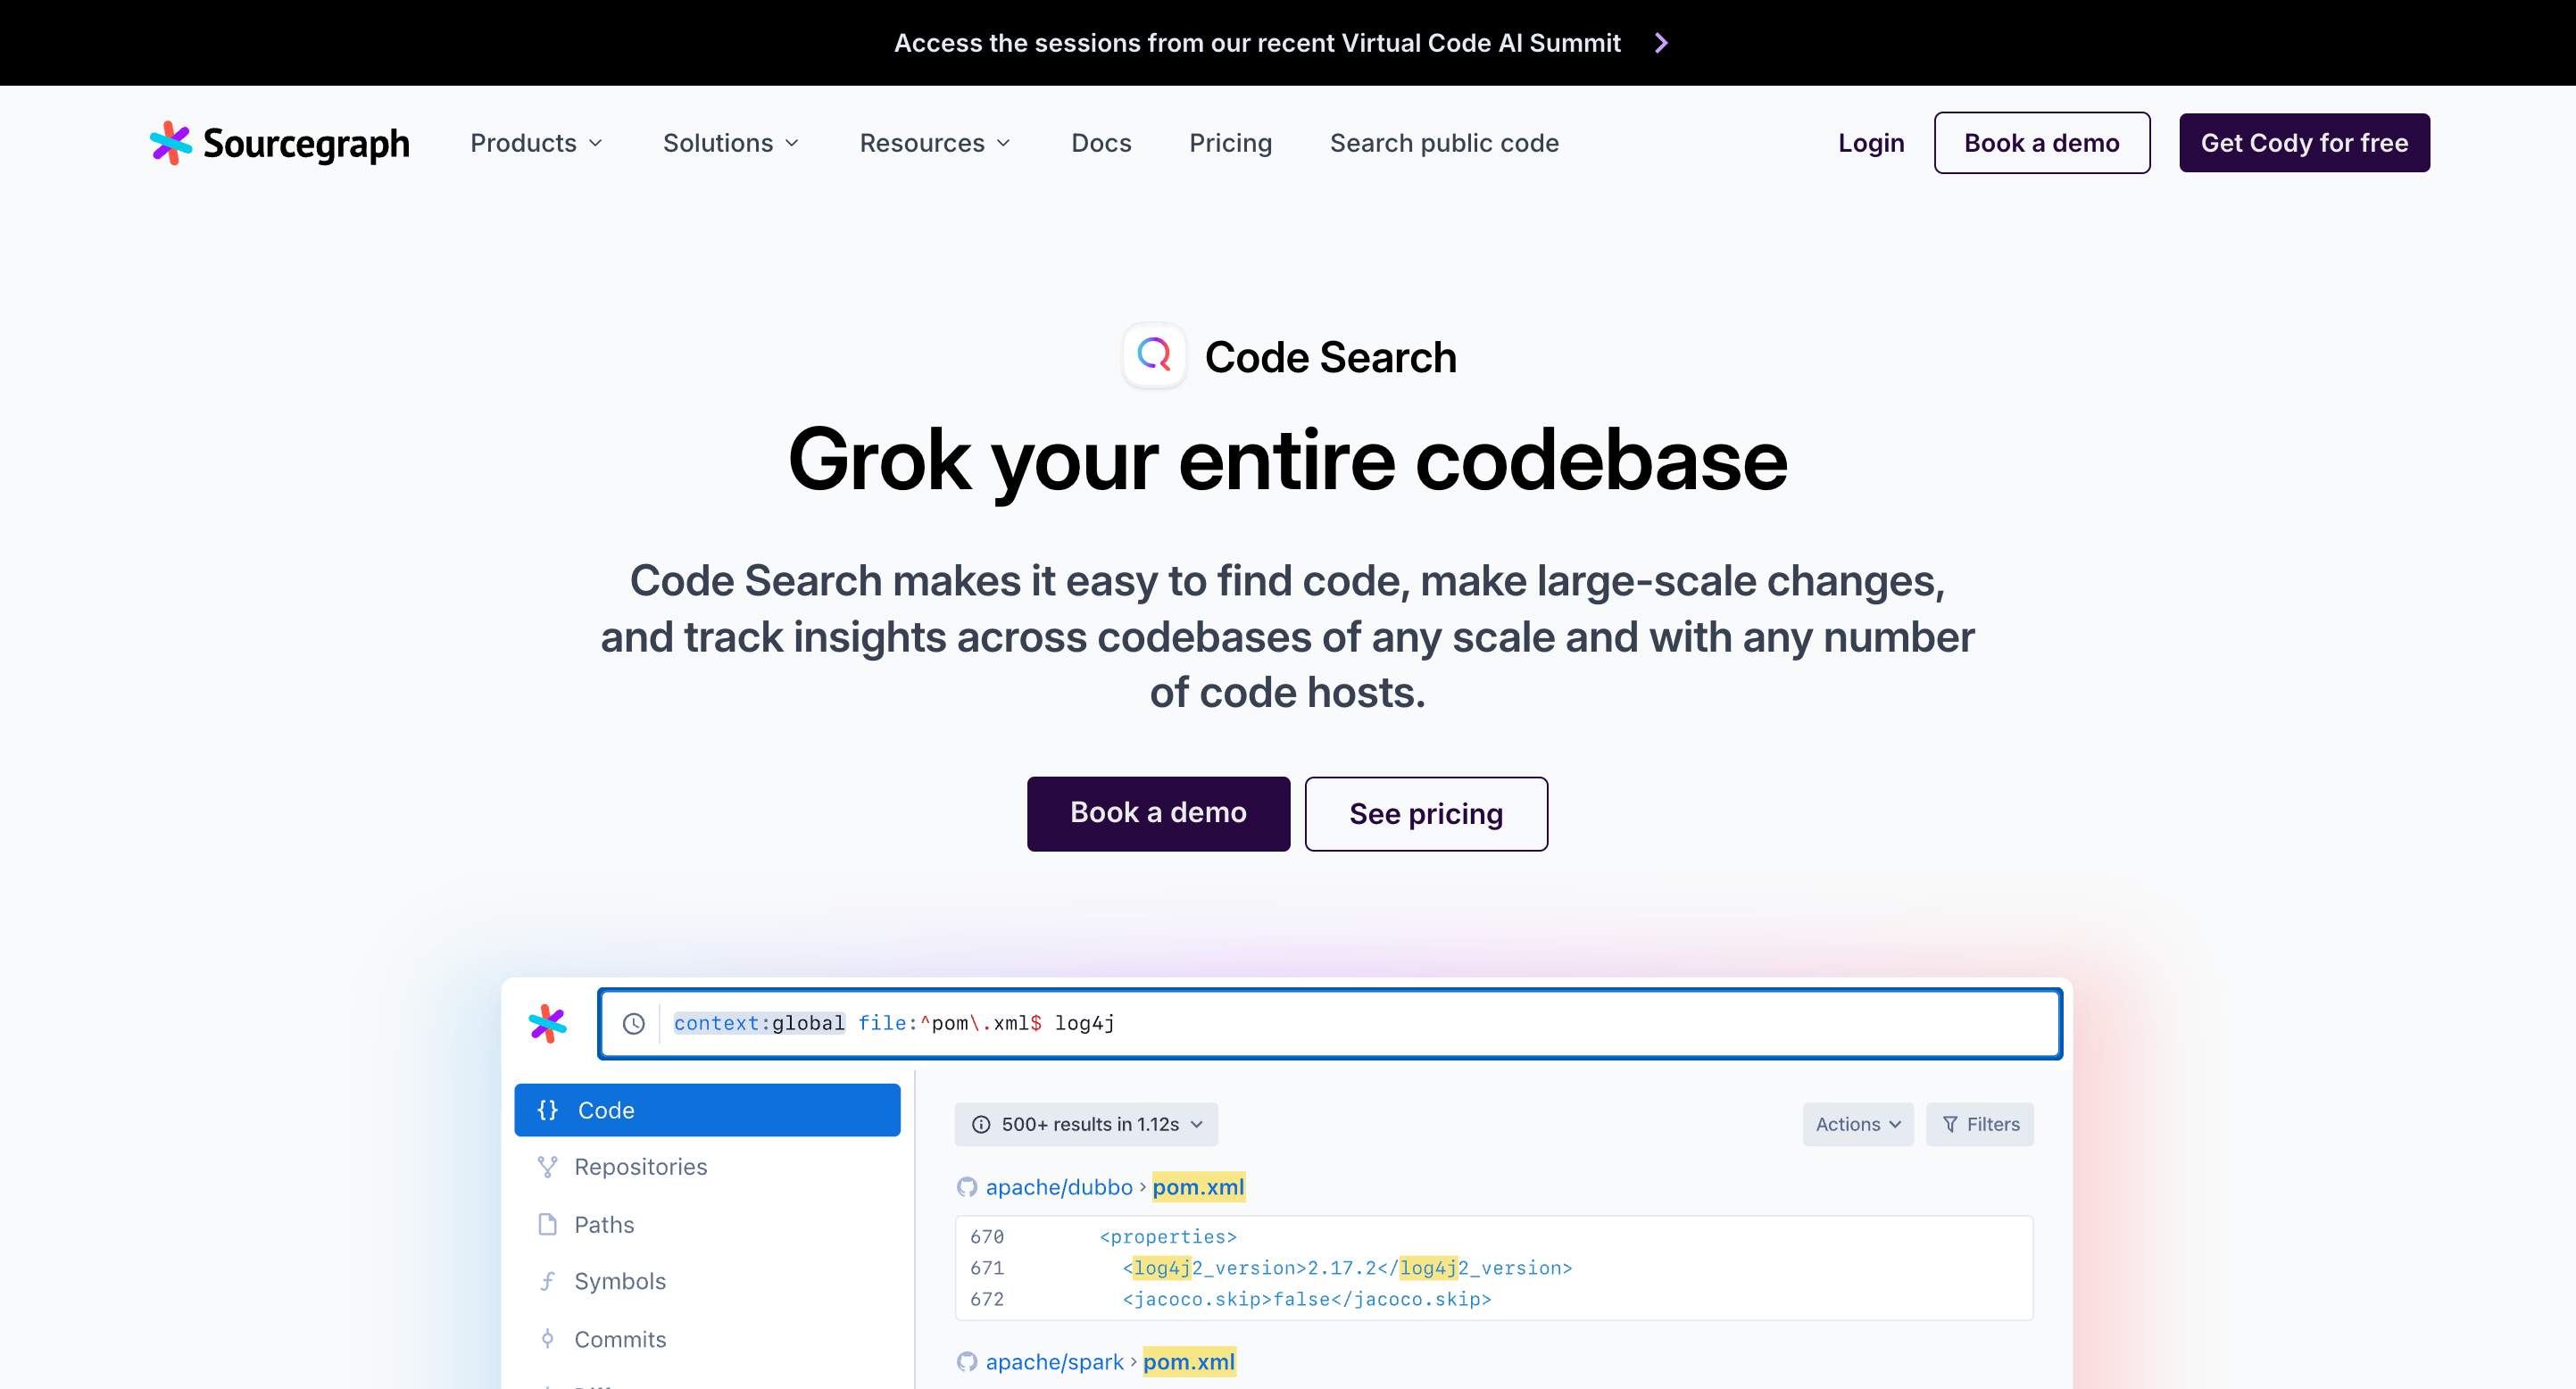 Access the sessions from our recent Virtual Code AI Summit
Sourcegraph Products Solutions Resources Docs Pricing Search public code Login Book a demo Get Cody for free
Code Search
Grok your entire codebase
Code Search makes it easy to find code, make large-scale changes,
and track insights across codebases of any scale and with any number
of code hosts.
Book a demo See pricing
context:global file:^pom\.xml$ log4j
Code
Repositories
Paths
Symbols
Commits
500+ results in 1.12s Actions Filters
apache/dubbo › pom.xml
670 <properties>
671 <log4j2_version>2.17.2</log4j2_version>
672 <jacoco.skip>false</jacoco.skip>
apache/spark › pom.xml